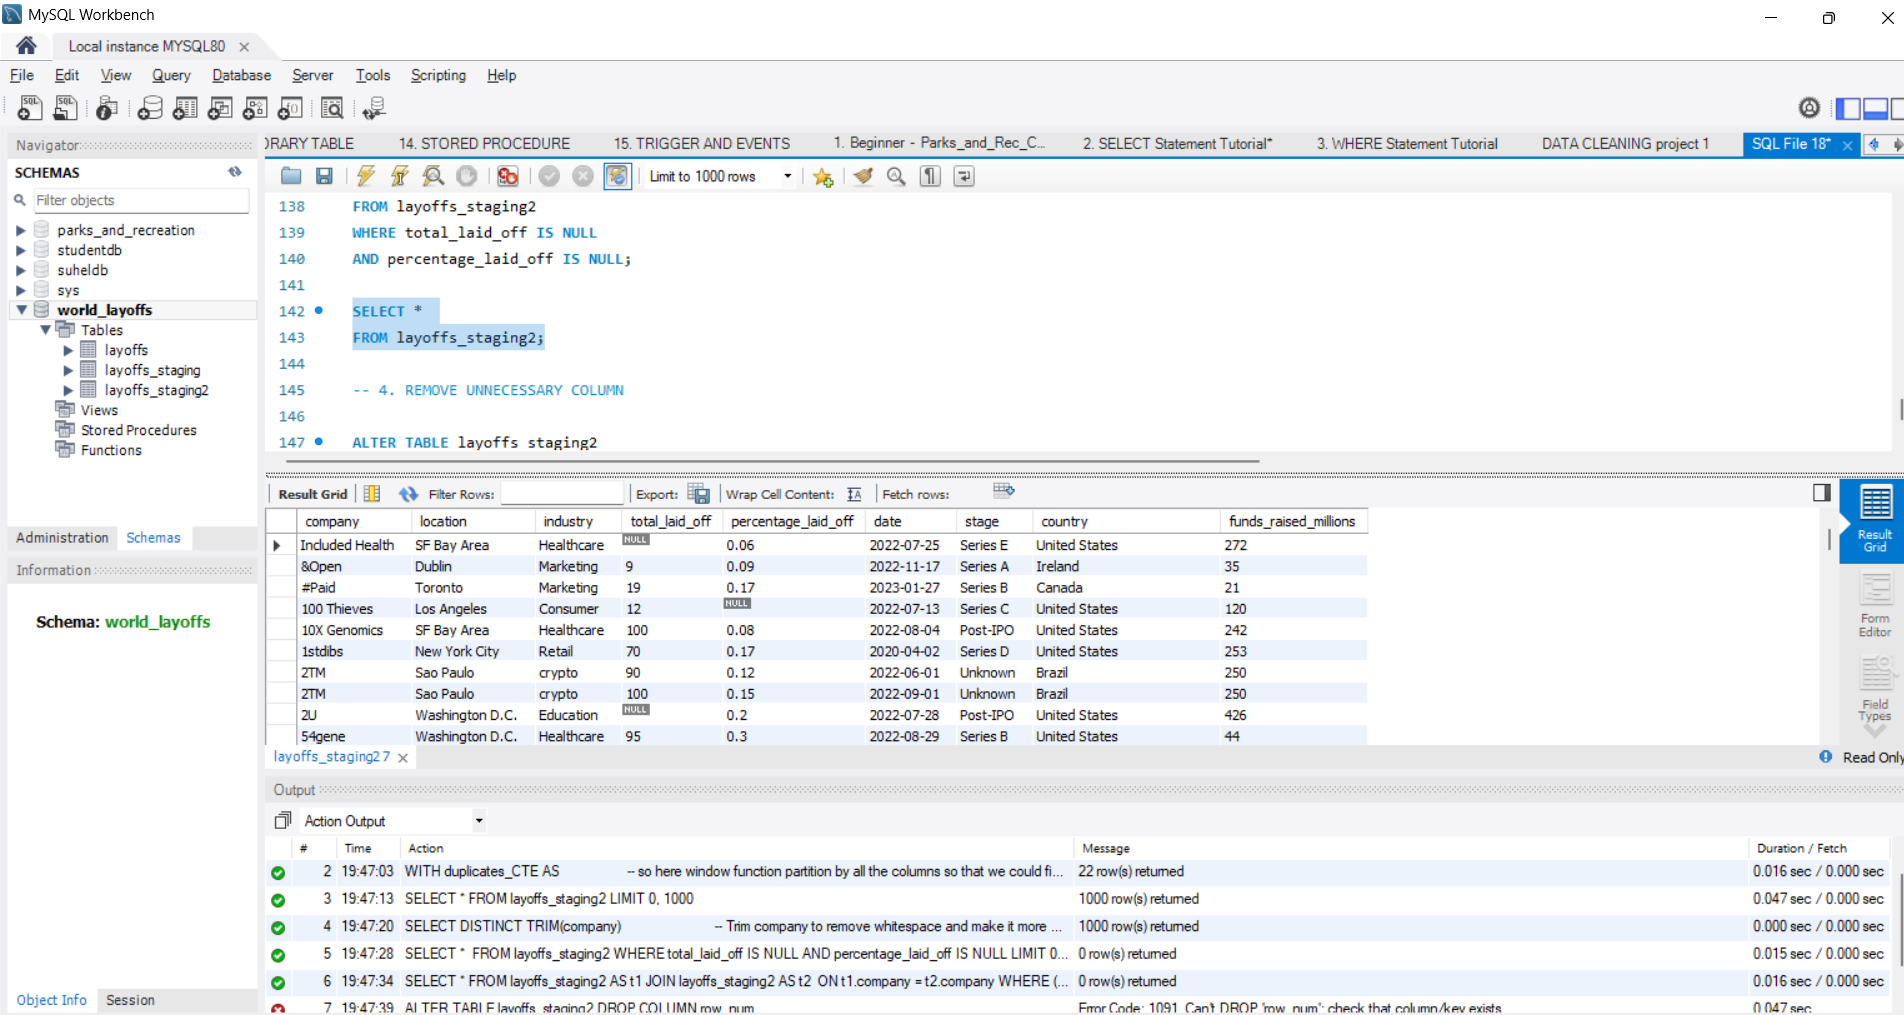 MySQL Workbench
Local instance MYSQL80
File Edit View Query Database Server Tools Scripting Help
Navigator
ORARY TABLE 14. STORED PROCEDURE 15. TRIGGER AND EVENTS 1. Beginner - Parks_and_Rec_C... 2. SELECT Statement Tutorial* 3. WHERE Statement Tutorial DATA CLEANING project 1 SQL File 18*
SCHEMAS
Filter objects
parks_and_recreation
studentdb
suheldb
sys
world_layoffs
Tables
layoffs
layoffs_staging
layoffs_staging2
Views
Stored Procedures
Functions
Administration Schemas
Information
Schema: world_layoffs
Object Info Session
Limit to 1000 rows
138 FROM layoffs_staging2
139 WHERE total_laid_off IS NULL
140 AND percentage_laid_off IS NULL;
141
142 SELECT *
143 FROM layoffs_staging2;
144
145 -- 4. REMOVE UNNECESSARY COLUMN
146
147 ALTER TABLE layoffs_staging2
Result Grid Filter Rows: Export: Wrap Cell Content: Fetch rows:
company location industry total_laid_off percentage_laid_off date stage country funds_raised_millions
Included Health SF Bay Area Healthcare NULL 0.06 2022-07-25 Series E United States 272
&Open Dublin Marketing 9 0.09 2022-11-17 Series A Ireland 35
#Paid Toronto Marketing 19 0.17 2023-01-27 Series B Canada 21
100 Thieves Los Angeles Consumer 12 NULL 2022-07-13 Series C United States 120
10X Genomics SF Bay Area Healthcare 100 0.08 2022-08-04 Post-IPO United States 242
1stdibs New York City Retail 70 0.17 2020-04-02 Series D United States 253
2TM Sao Paulo crypto 90 0.12 2022-06-01 Unknown Brazil 250
2TM Sao Paulo crypto 100 0.15 2022-09-01 Unknown Brazil 250
2U Washington D.C. Education NULL 0.2 2022-07-28 Post-IPO United States 426
54gene Washington D.C. Healthcare 95 0.3 2022-08-29 Series B United States 44
Result Grid
Form Editor
Field Types
layoffs_staging2 7 Read Only
Output
Action Output
# Time Action Message Duration / Fetch
2 19:47:03 WITH duplicates_CTE AS -- so here window function partition by all the columns so that we could fi... 22 row(s) returned 0.016 sec / 0.000 sec
3 19:47:13 SELECT * FROM layoffs_staging2 LIMIT 0, 1000 1000 row(s) returned 0.047 sec / 0.000 sec
4 19:47:20 SELECT DISTINCT TRIM(company) -- Trim company to remove whitespace and make it more ... 1000 row(s) returned 0.000 sec / 0.000 sec
5 19:47:28 SELECT * FROM layoffs_staging2 WHERE total_laid_off IS NULL AND percentage_laid_off IS NULL LIMIT 0... 0 row(s) returned 0.015 sec / 0.000 sec
6 19:47:34 SELECT * FROM layoffs_staging2 AS t1 JOIN layoffs_staging2 AS t2 ON t1.company = t2.company WHERE (... 0 row(s) returned 0.016 sec / 0.000 sec
7 19:47:39 ALTER TABLE layoffs_staging2 DROP COLUMN row_num Error Code: 1091. Can't DROP 'row_num'; check that column/key exists 0.047 sec